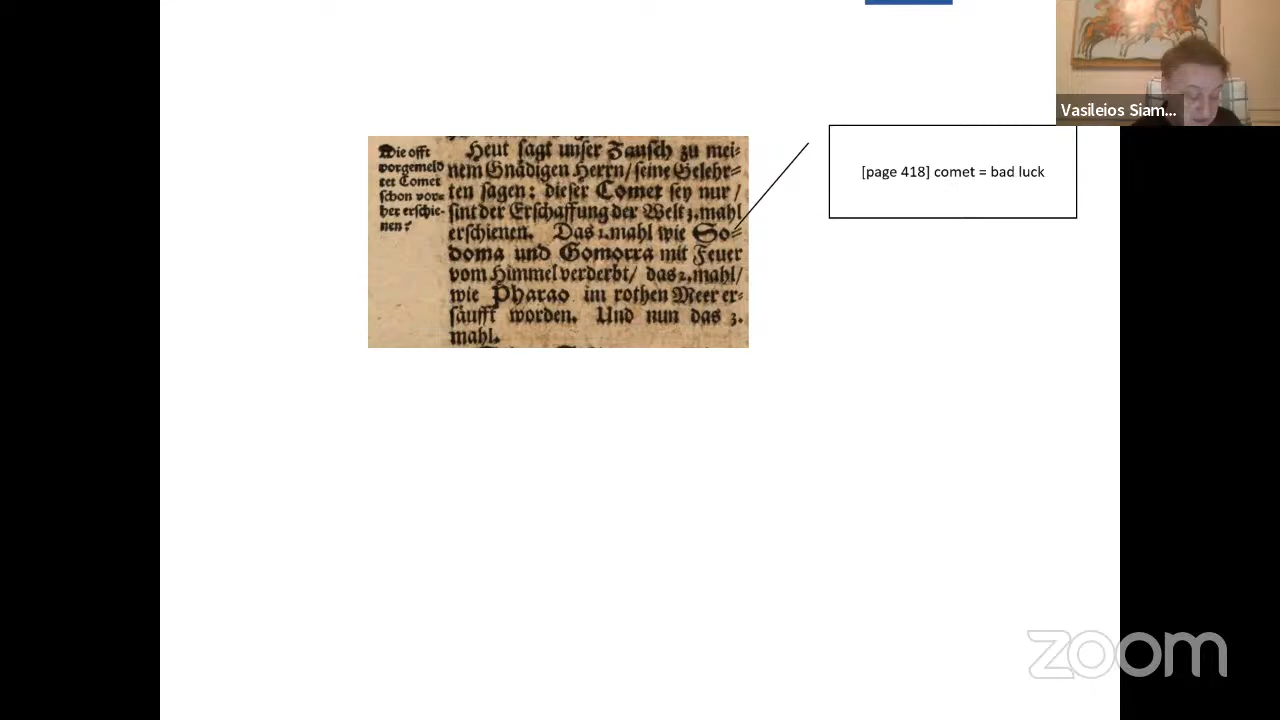 Vasileios Siam...
[page 418] comet = bad luck
Wie offt
vorgemeld
ter Comet
schon vor=
her erschie=
nen?
Heut sagt unser Zausch zu mei=
nem Gnädigen Herrn/ seine Gelehr=
ten sagen: dieser Comet sey nur/
sint der Erschaffung der Welt 3. mahl
erschienen. Das 1. mahl wie So=
doma und Gomorra mit Feuer
vom Himmel verderbt/ das 2. mahl/
wie Pharao im rothen Meer er=
säufft worden. Und nun das 3.
mahl.
zoom